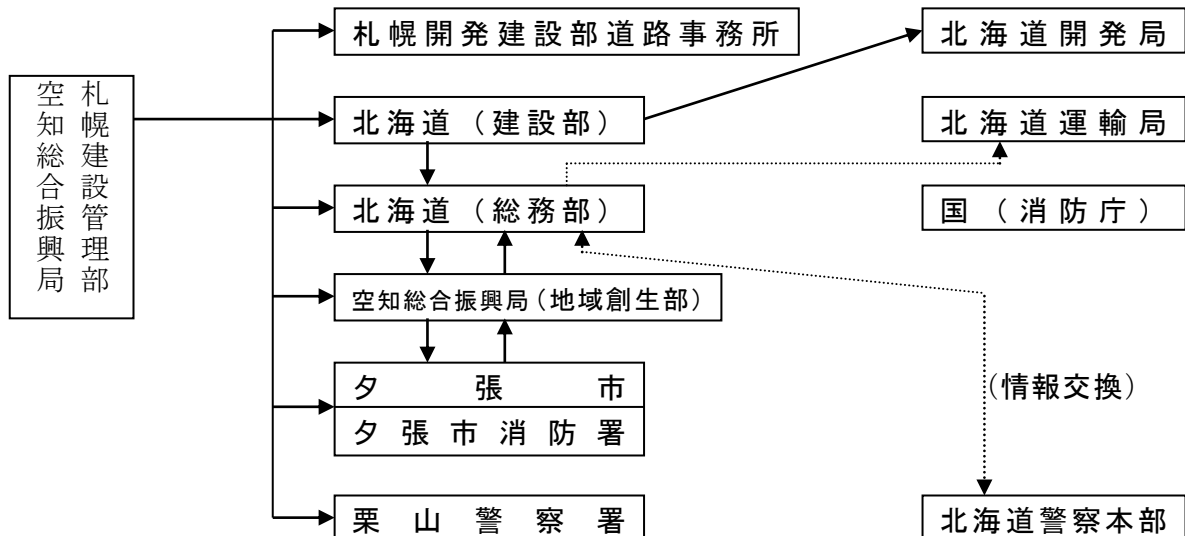 札幌開発建設部道路事務所
北海道開発局
空知総合振興局
札幌建設管理部
北海道（建設部）
北海道運輸局
北海道（総務部）
国（消防庁）
空知総合振興局（地域創生部）
夕張市
(情報交換)
夕張市消防署
栗山警察署
北海道警察本部